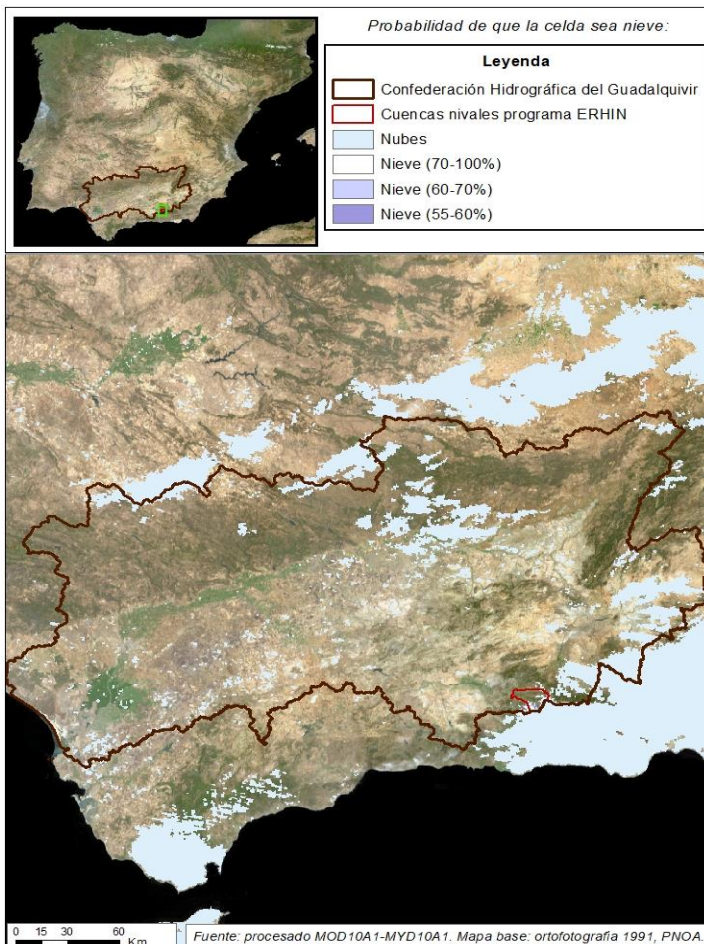 Probabilidad de que la celda sea nieve:
Leyenda
Confederación Hidrográfica del Guadalquivir
Cuencas nivales programa ERHIN
Nubes
Nieve (70-100%)
Nieve (60-70%)
Nieve (55-60%)
0 15 30 60
Km
Fuente: procesado MOD10A1-MYD10A1. Mapa base: ortofotografia 1991, PNOA.